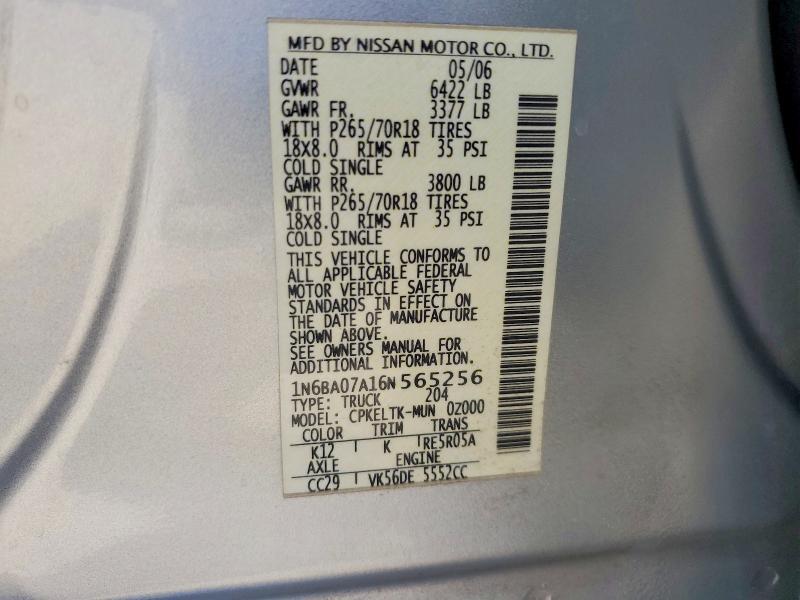 MFD BY NISSAN MOTOR CO., LTD.
DATE 05/06
GVWR 6422 LB
GAWR FR. 3377 LB
WITH P265/70R18 TIRES
18X8.0 RIMS AT 35 PSI
COLD SINGLE
GAWR RR. 3800 LB
WITH P265/70R18 TIRES
18X8.0 RIMS AT 35 PSI
COLD SINGLE
THIS VEHICLE CONFORMS TO
ALL APPLICABLE FEDERAL
MOTOR VEHICLE SAFETY
STANDARDS IN EFFECT ON
THE DATE OF MANUFACTURE
SHOWN ABOVE.
SEE OWNERS MANUAL FOR
ADDITIONAL INFORMATION.
1N6BA07A16N565256
TYPE: TRUCK 204
MODEL: CPKELTK-MUN 0Z000
COLOR TRIM TRANS
K12 K RE5R05A
AXLE ENGINE
CC29 VK56DE 5552CC